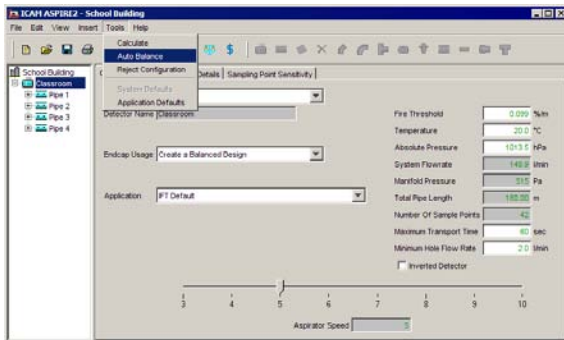 ICAM ASPIRE2 - School Building
File Edit View Insert Tools Help
Calculate
Auto Balance
Reject Configuration
System Defaults
Application Defaults
School Building
Classroom
Pipe 1
Pipe 2
Pipe 3
Pipe 4
Details
Sampling Point Sensitivity
Detector Name Classroom
Endcap Usage Create a Balanced Design
Application IFT Default
Fire Threshold 0.099 %/m
Temperature 20.0 °C
Absolute Pressure 1013.5 hPa
System Flowrate l/min
Manifold Pressure Pa
Total Pipe Length m
Number Of Sample Points 42
Maximum Transport Time 60 sec
Minimum Hole Flow Rate 2.0 l/min
Inverted Detector
3 4 5 6 7 8 9 10
Aspirator Speed 5